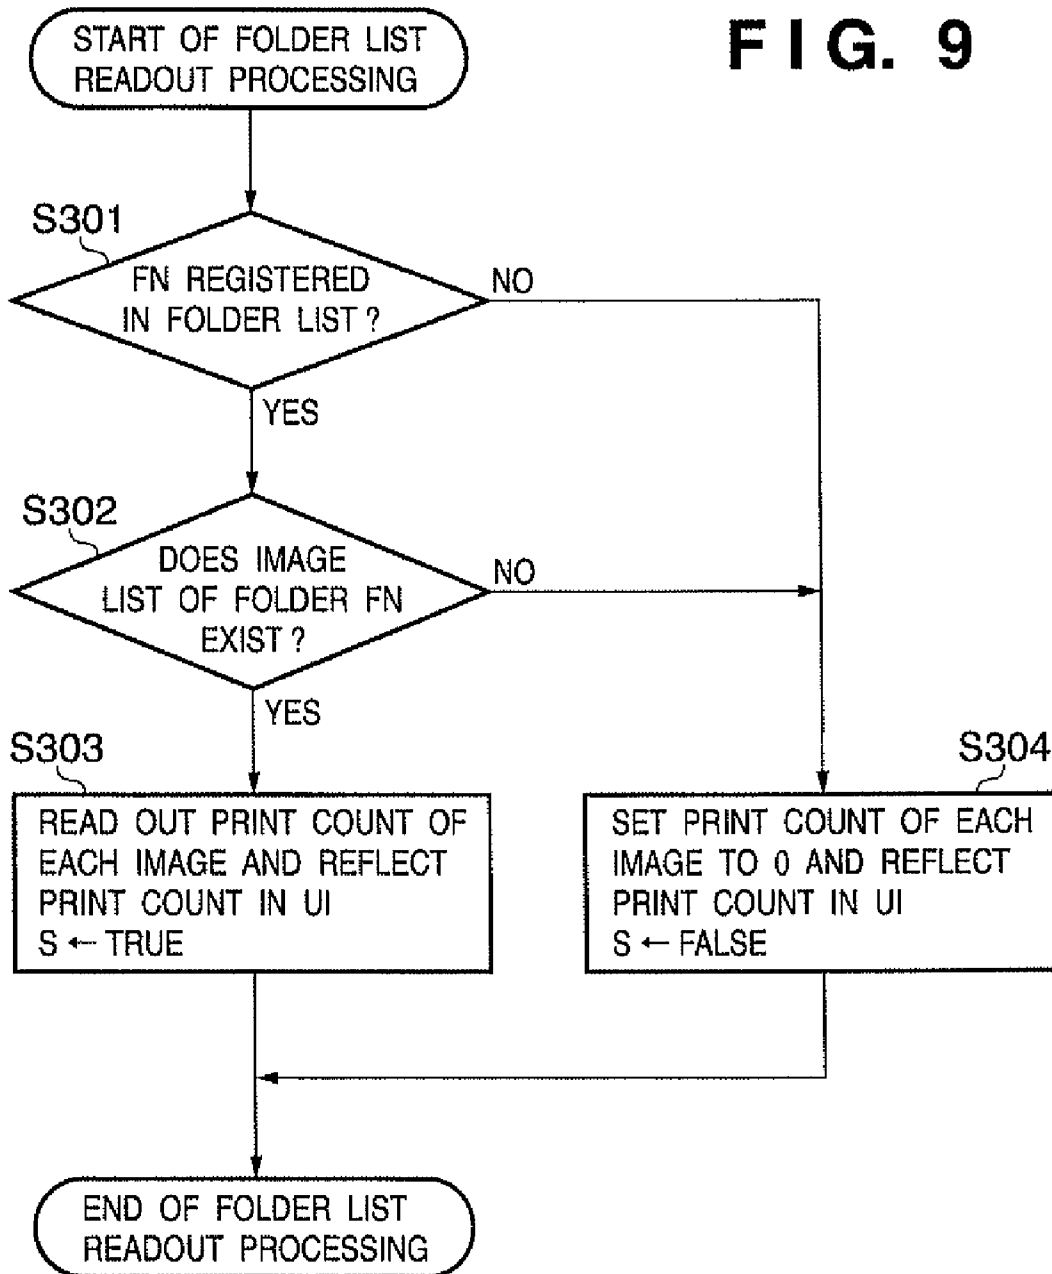 START OF FOLDER LIST
READOUT PROCESSING
FIG. 9
S301
FN REGISTERED
IN FOLDER LIST?
NO
YES
S302
DOES IMAGE
LIST OF FOLDER FN
EXIST?
NO
YES
S303
READ OUT PRINT COUNT OF
EACH IMAGE AND REFLECT
PRINT COUNT IN UI
S ← TRUE
S304
SET PRINT COUNT OF EACH
IMAGE TO 0 AND REFLECT
PRINT COUNT IN UI
S ← FALSE
END OF FOLDER LIST
READOUT PROCESSING